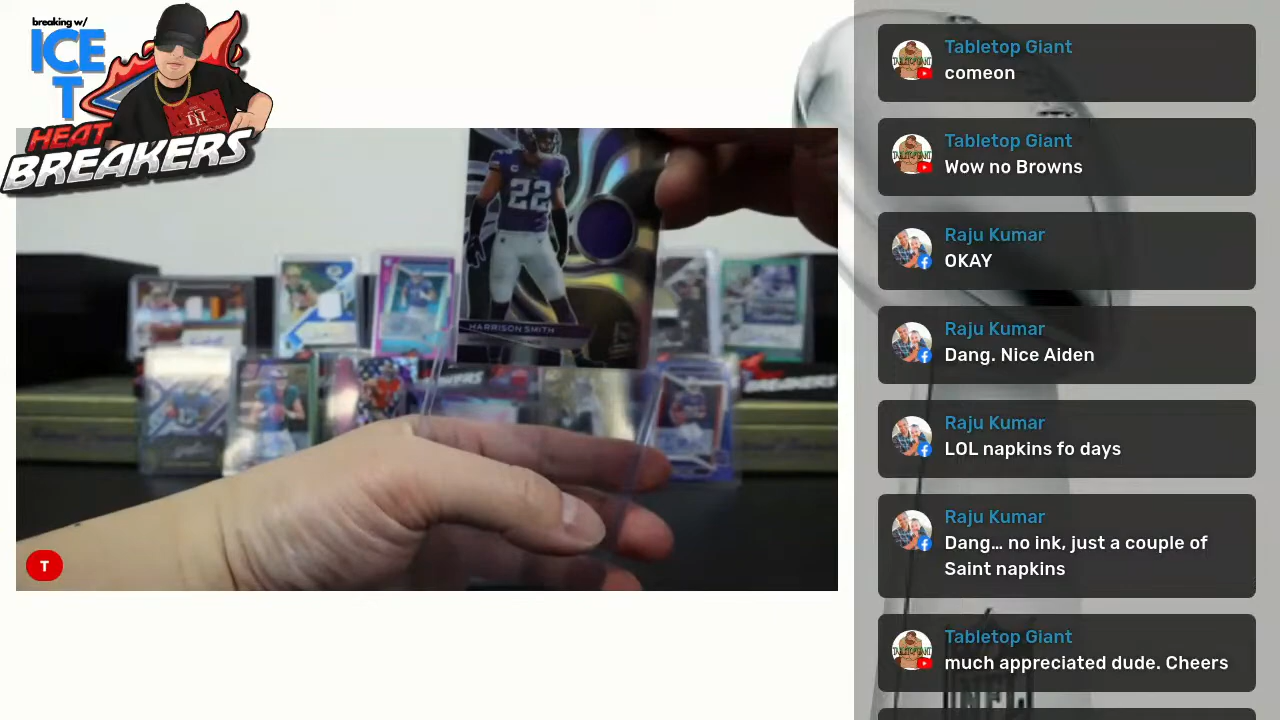 breaking w/
ICE
T
HEAT
BREAKERS
22
HARRISON SMITH
BREAKERS
T
Tabletop Giant
comeon
Tabletop Giant
Wow no Browns
Raju Kumar
OKAY
Raju Kumar
Dang. Nice Aiden
Raju Kumar
LOL napkins fo days
Raju Kumar
Dang... no ink, just a couple of
Saint napkins
Tabletop Giant
much appreciated dude. Cheers
NFL